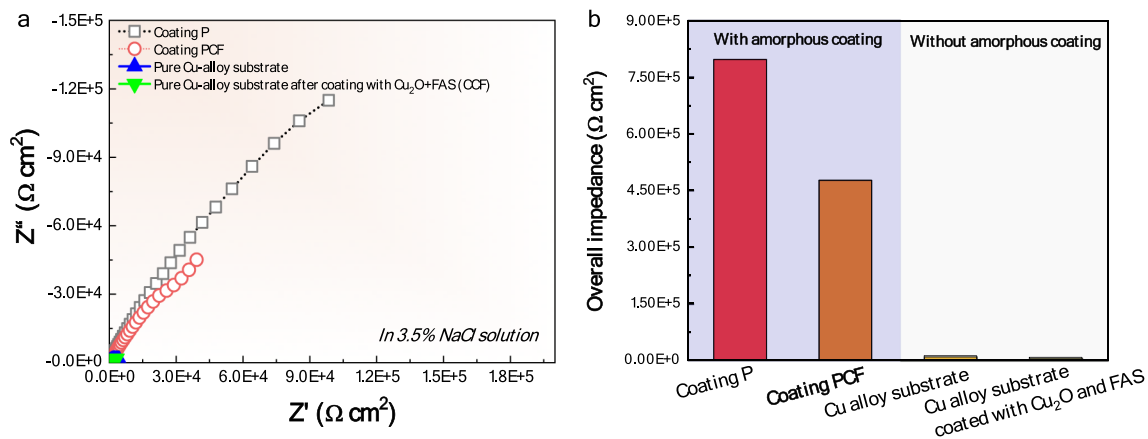 a
-1.5E+5
-1.2E+5
-9.0E+4
-6.0E+4
-3.0E+4
-0.0E+0
Z“ (Ω cm²)
Coating P
Coating PCF
Pure Cu-alloy substrate
Pure Cu-alloy substrate after coating with Cu₂O+FAS (CCF)
In 3.5% NaCl solution
0.0E+0 3.0E+4 6.0E+4 9.0E+4 1.2E+5 1.5E+5 1.8E+5
Z' (Ω cm²)
b
9.00E+5
7.50E+5
6.00E+5
4.50E+5
3.00E+5
1.50E+5
0.00E+0
Overall impedance (Ω cm²)
With amorphous coating
Without amorphous coating
Coating P
Coating PCF
Cu alloy substrate
Cu alloy substrate
coated with Cu₂O and FAS